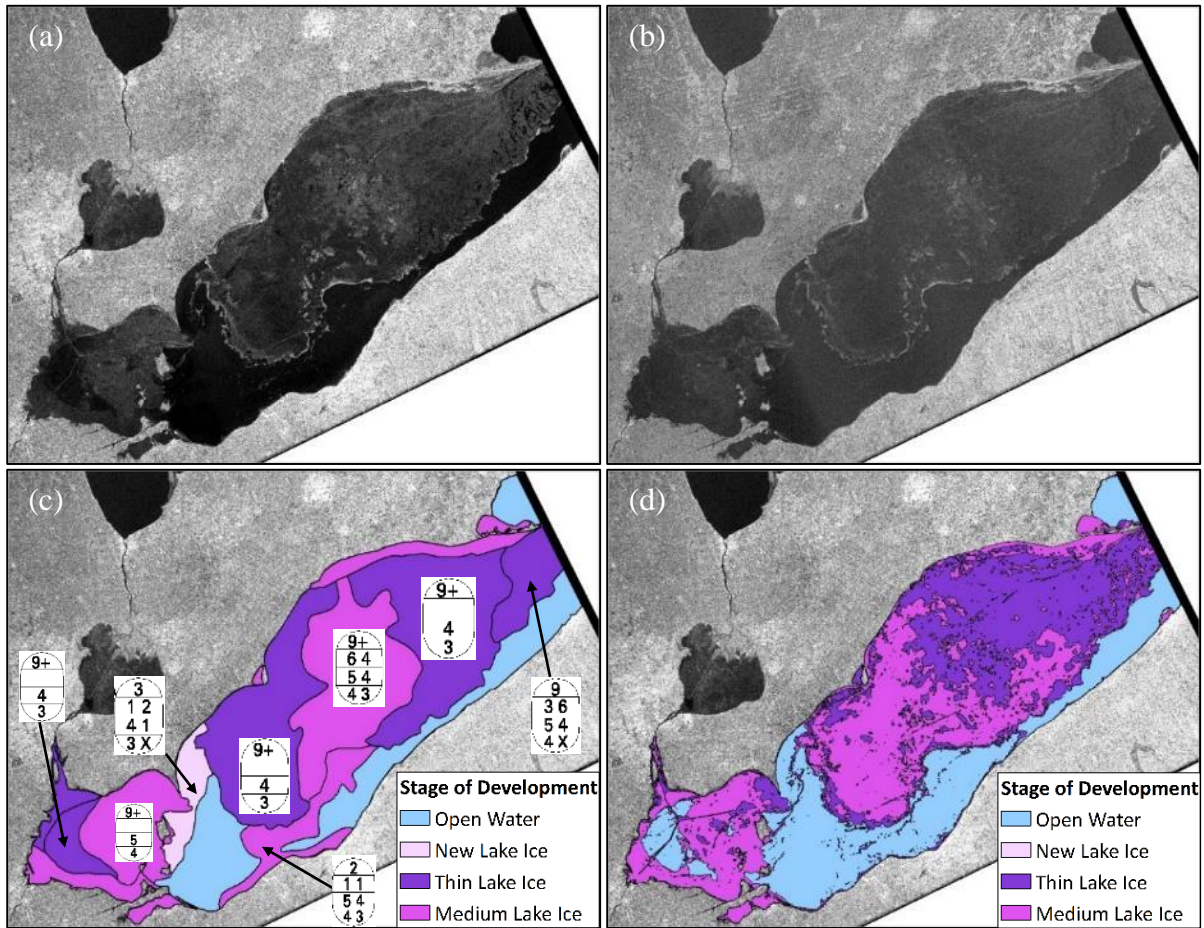 (a)
(b)
(c)
9+
4
3
9+
6 4
5 4
4 3
9+
4
3
3
1 2
4 1
3 X
9
3 6
5 4
4 X
9+
4
3
9+
5
4
2
1 1
5 4
4 3
Stage of Development
Open Water
New Lake Ice
Thin Lake Ice
Medium Lake Ice
(d)
Stage of Development
Open Water
New Lake Ice
Thin Lake Ice
Medium Lake Ice